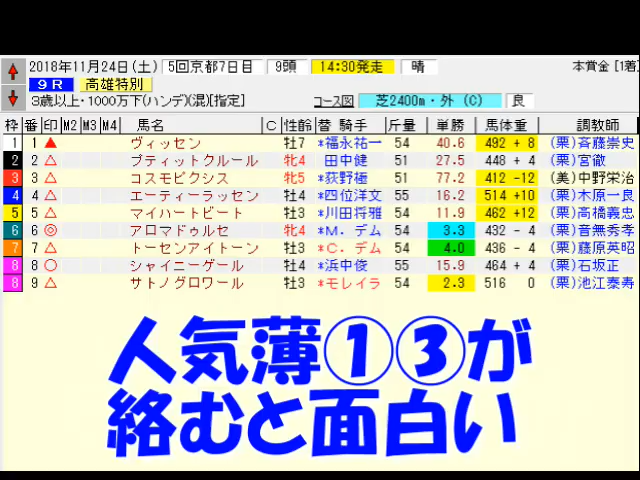 2018年11月24日(土) 5回京都7日目 9頭 14:30発走 晴 本賞金 [1着
9R 高雄特別
3歳以上・1000万下(ハンデ)(混)[指定] コース図 芝2400m・外 (C) 良
枠 番 印 M2 M3 M4 馬名 C 性齢 替 騎手 斤量 単勝 馬体重 調教師
1 1 ▲ ヴィッセン 牡7 *福永祐一 54 40.6 492 + 8 (栗)斉藤崇史
2 2 △ プティットクルール 牝4 田中健 51 27.5 448 + 4 (栗)宮徹
3 3 △ コスモピクシス 牝5 *荻野極 51 77.2 412 -12 (美)中野栄治
4 4 △ エーティーラッセン 牡4 *四位洋文 55 16.2 514 +10 (栗)木原一良
5 5 △ マイハートビート 牡3 *川田将雅 54 11.9 462 +12 (栗)高橋義忠
6 6 ◎ アロマドゥルセ 牝4 *M.デム 54 3.3 432 - 4 (栗)音無秀孝
7 7 △ トーセンアイトーン 牡3 *C.デム 54 4.0 436 - 4 (栗)藤原英昭
8 8 ○ シャイニーゲール 牡4 *浜中俊 55 15.9 464 + 4 (栗)石坂正
8 9 △ サトノグロワール 牡3 *モレイラ 54 2.3 516 0 (栗)池江泰寿
人気薄①③が
絡むと面白い